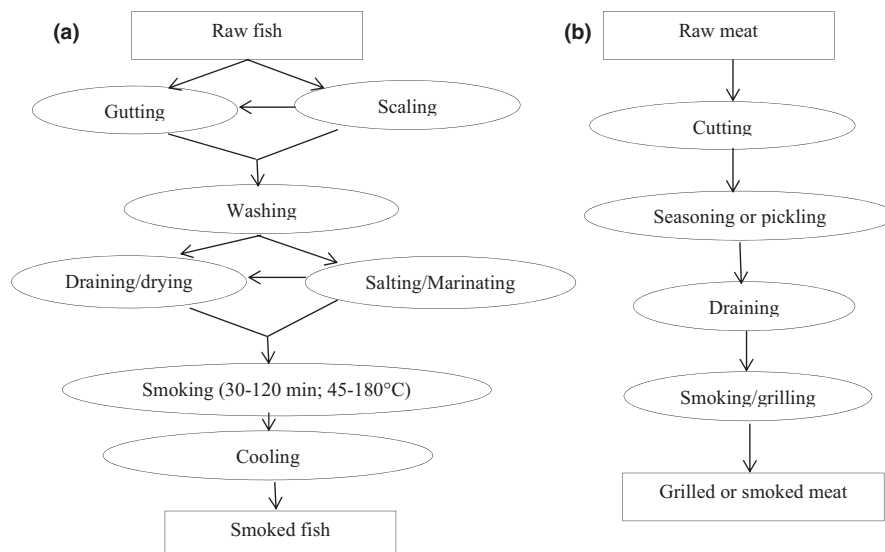 (a)
Raw fish
Gutting
Scaling
Washing
Draining/drying
Salting/Marinating
Smoking (30-120 min; 45-180°C)
Cooling
Smoked fish
(b)
Raw meat
Cutting
Seasoning or pickling
Draining
Smoking/grilling
Grilled or smoked meat